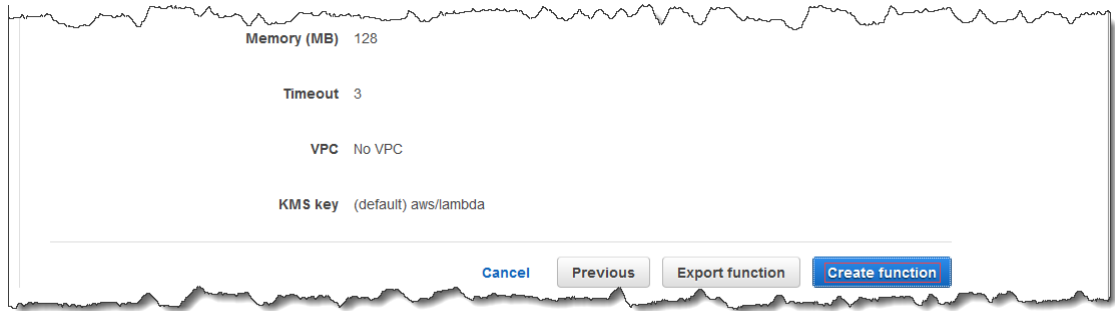 Memory (MB) 128
Timeout 3
VPC No VPC
KMS key (default) aws/lambda
Cancel Previous Export function Create function